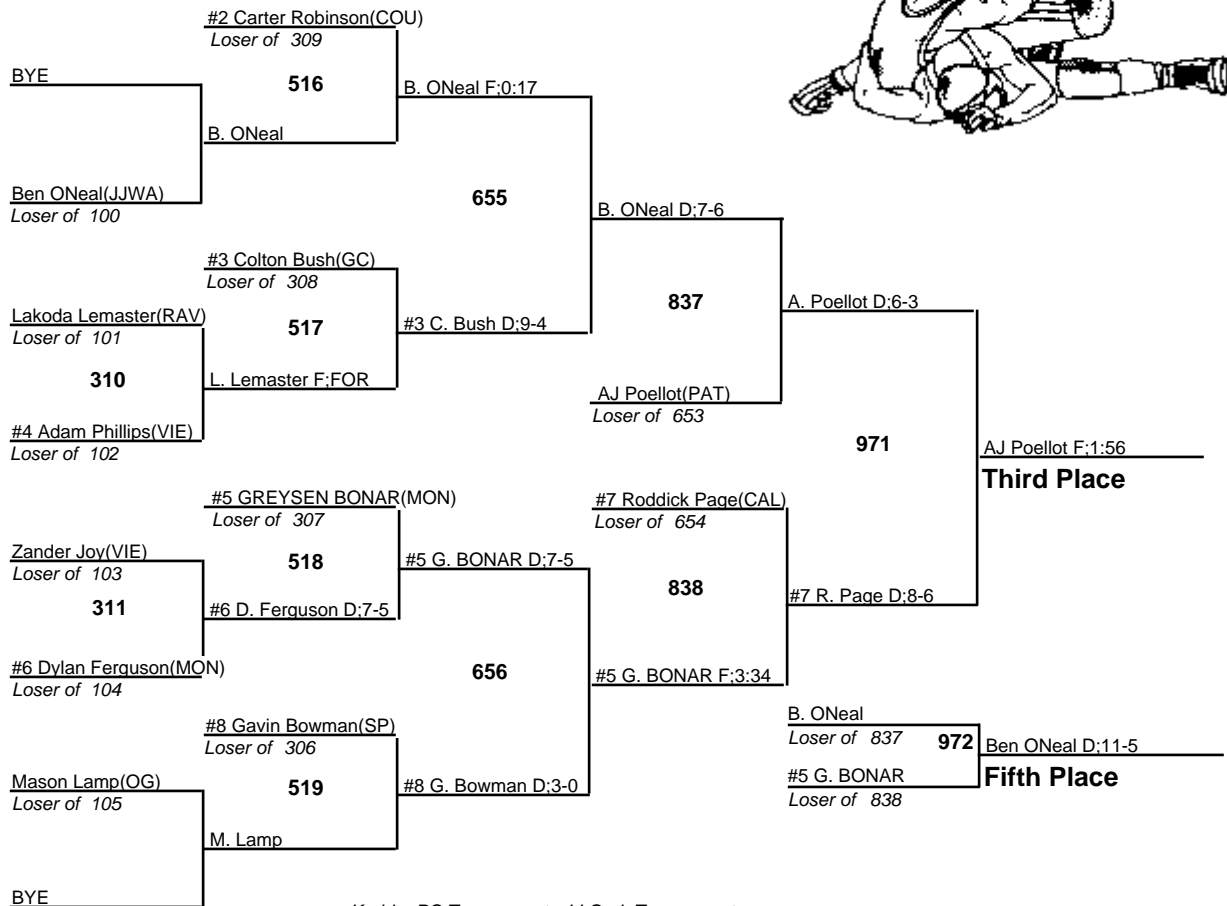 #2 Carter Robinson(COU)
Loser of 309
BYE
516
B. ONeal F;0:17
B. ONeal
Ben ONeal(JJWA)
Loser of 100
655
B. ONeal D;7-6
#3 Colton Bush(GC)
Loser of 308
Lakoda Lemaster(RAV)
Loser of 101
517
#3 C. Bush D;9-4
837
A. Poellot D;6-3
310
L. Lemaster F;FOR
AJ Poellot(PAT)
Loser of 653
#4 Adam Phillips(VIE)
Loser of 102
971
AJ Poellot F;1:56
Third Place
#5 GREYSEN BONAR(MON)
Loser of 307
#7 Roddick Page(CAL)
Loser of 654
Zander Joy(VIE)
Loser of 103
518
#5 G. BONAR D;7-5
838
311
#6 D. Ferguson D;7-5
#7 R. Page D;8-6
#6 Dylan Ferguson(MON)
Loser of 104
656
#5 G. BONAR F;3:34
#8 Gavin Bowman(SP)
Loser of 306
B. ONeal
Loser of 837
972
Ben ONeal D;11-5
Fifth Place
#5 G. BONAR
Loser of 838
Mason Lamp(OG)
Loser of 105
519
#8 G. Bowman D;3-0
M. Lamp
BYE